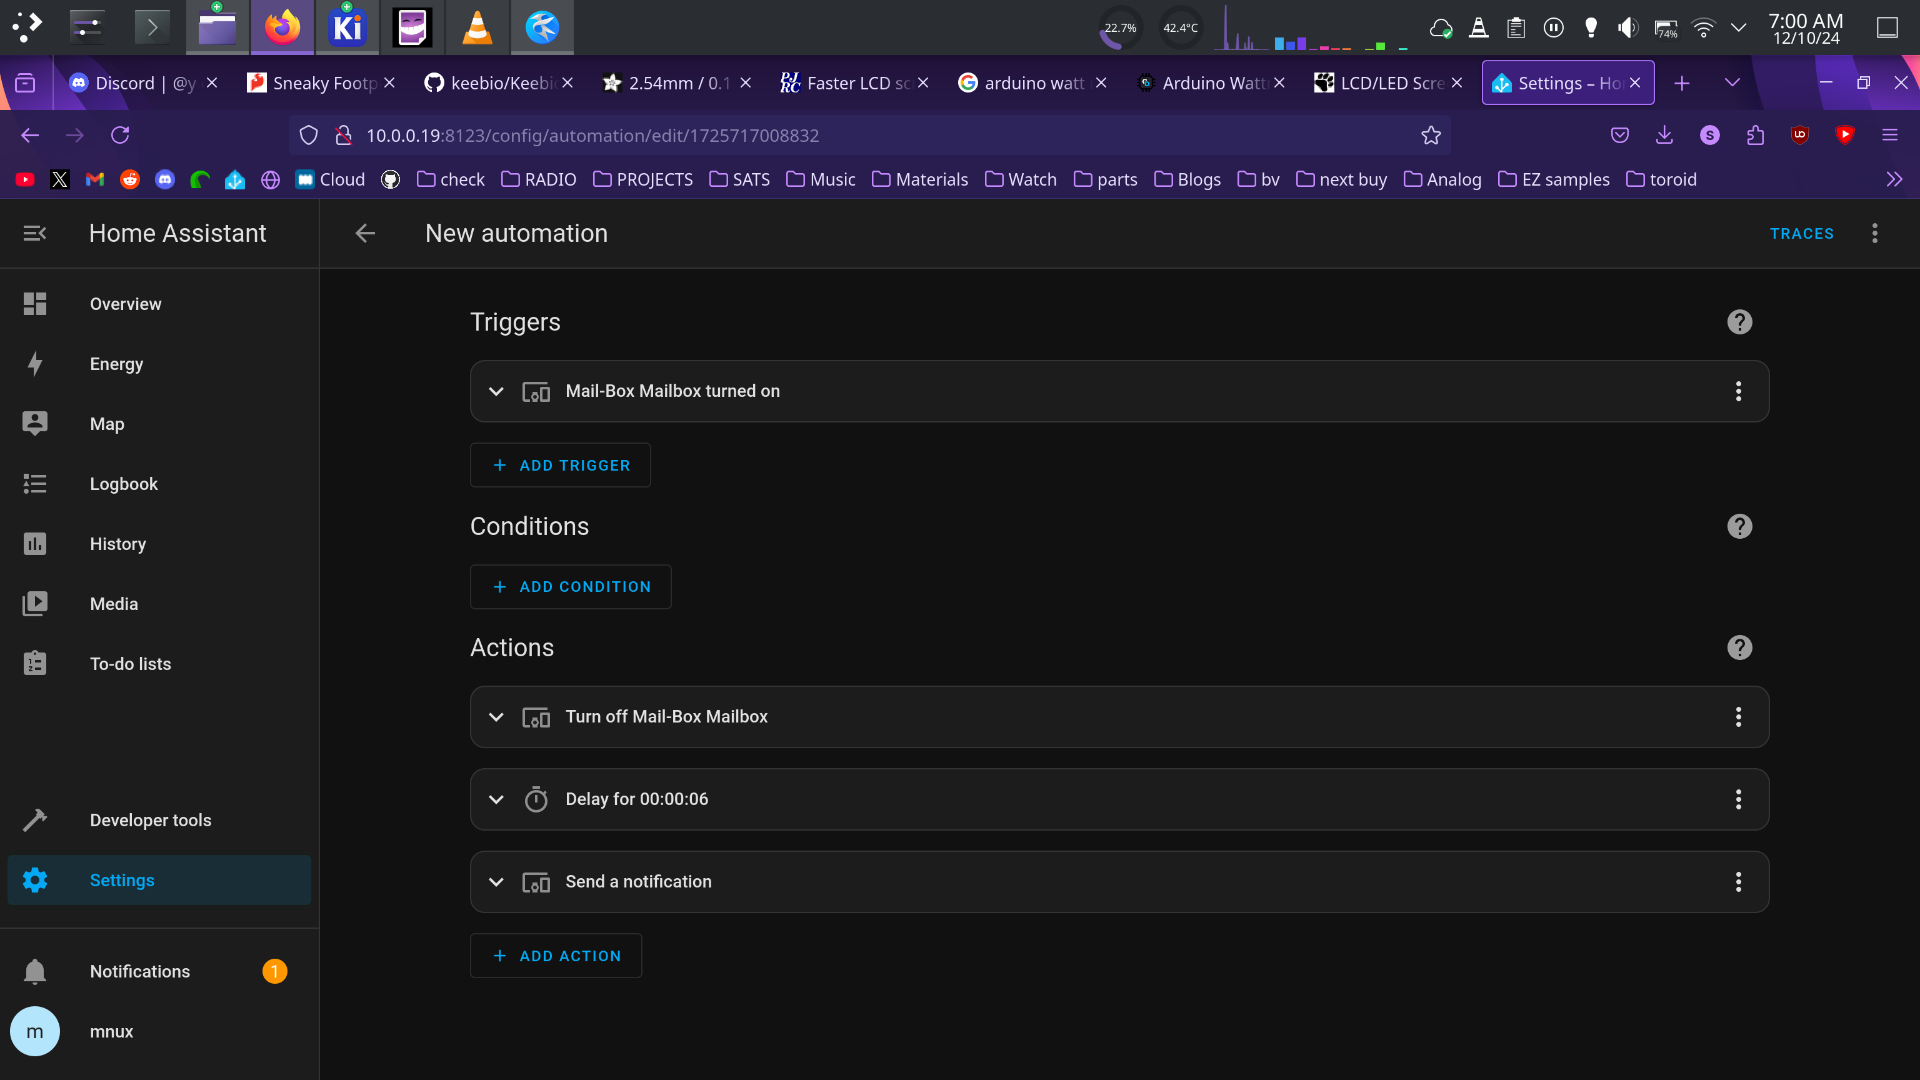 22.7%
42.4°C
74%
7:00 AM
12/10/24
Discord | @y
Sneaky Footp
keebio/Keebi
2.54mm / 0.1
Faster LCD sc
arduino watt
Arduino Watt
LCD/LED Scre
Settings – Ho
10.0.0.19:8123/config/automation/edit/1725717008832
S
Cloud
check
RADIO
PROJECTS
SATS
Music
Materials
Watch
parts
Blogs
bv
next buy
Analog
EZ samples
toroid
Home Assistant
New automation
TRACES
Overview
Energy
Map
Logbook
History
Media
To-do lists
Developer tools
Settings
Notifications
1
m
mnux
Triggers
Mail-Box Mailbox turned on
+ ADD TRIGGER
Conditions
+ ADD CONDITION
Actions
Turn off Mail-Box Mailbox
Delay for 00:00:06
Send a notification
+ ADD ACTION